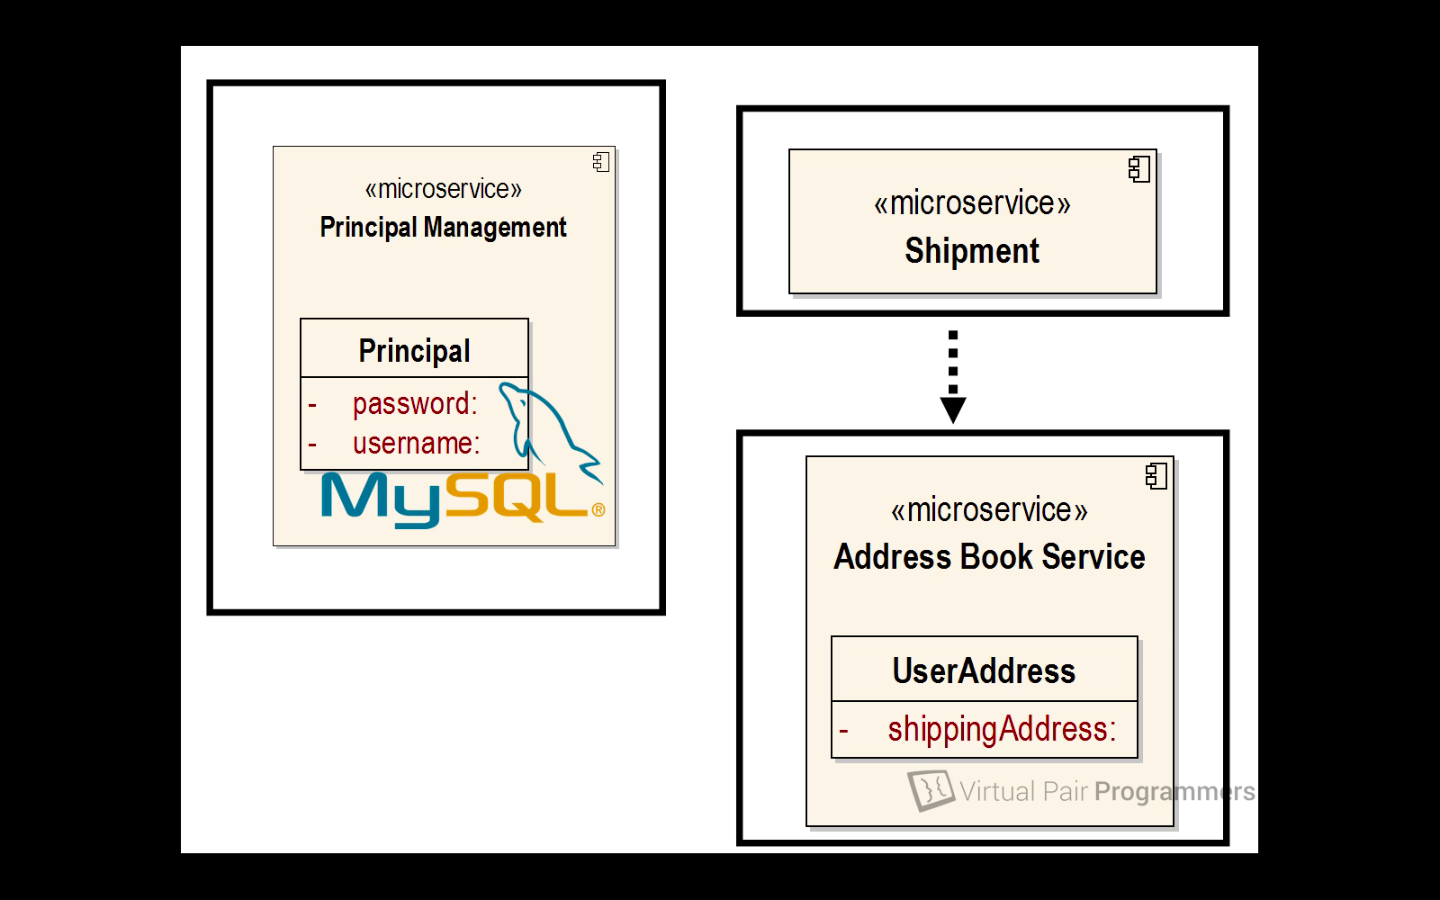 «microservice»
Principal Management
Principal
- password:
- username:
MySQL®
«microservice»
Shipment
«microservice»
Address Book Service
UserAddress
- shippingAddress:
Virtual Pair Programmers